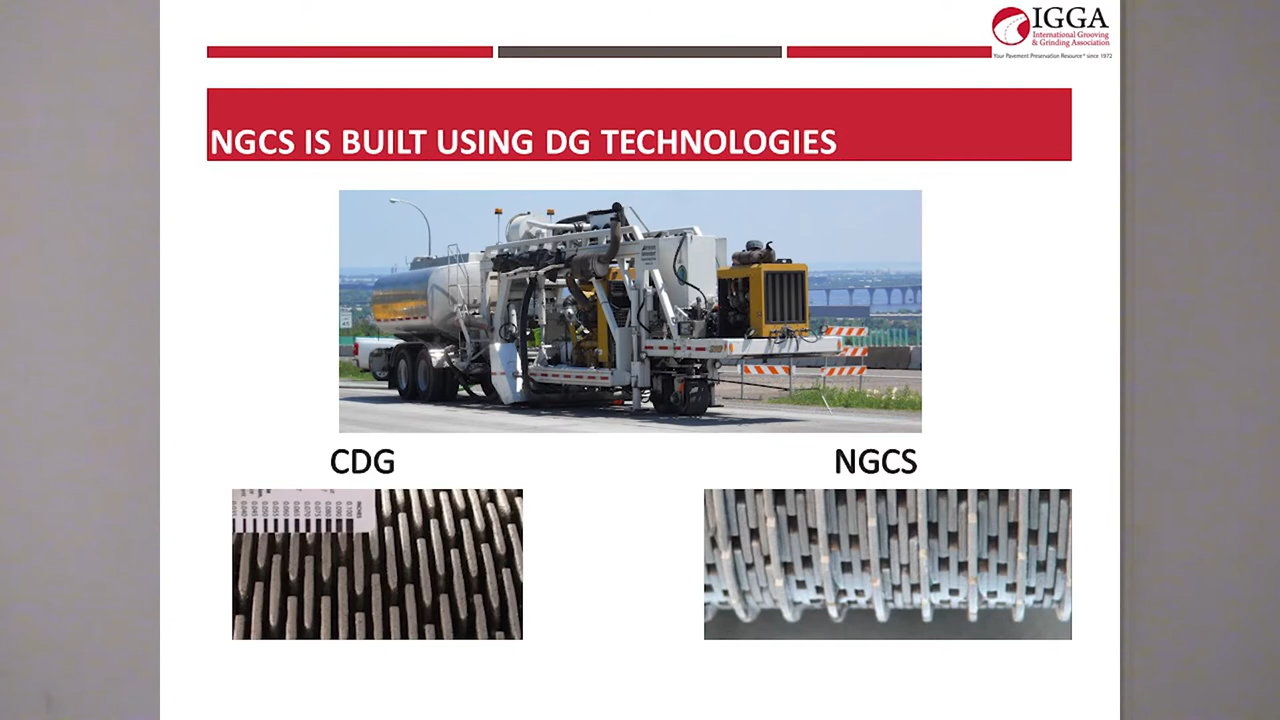 IGGA
International Grooving
& Grinding Association
Your Pavement Preservation Resource® since 1972
NGCS IS BUILT USING DG TECHNOLOGIES
CDG
NGCS